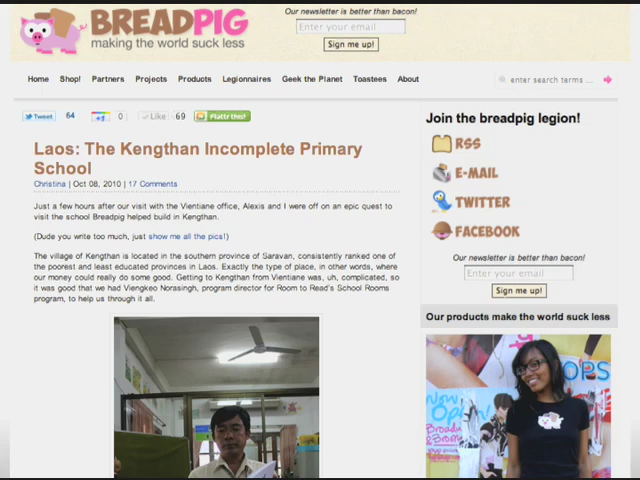 BREADPIG
making the world suck less
Our newsletter is better than bacon!
Enter your email
Sign me up!
Home Shop! Partners Projects Products Legionnaires Geek the Planet Toastees About
enter search terms ...
Tweet 64 +1 0 Like 69 Flattr this!
Laos: The Kengthan Incomplete Primary
School
Christina | Oct 08, 2010 | 17 Comments
Just a few hours after our visit with the Vientiane office, Alexis and I were off on an epic quest to
visit the school Breadpig helped build in Kengthan.
(Dude you write too much, just show me all the pics!)
The village of Kengthan is located in the southern province of Saravan, consistently ranked one of
the poorest and least educated provinces in Laos. Exactly the type of place, in other words, where
our money could really do some good. Getting to Kengthan from Vientiane was, uh, complicated, so
it was good that we had Viengkeo Norasingh, program director for Room to Read's School Rooms
program, to help us through it all.
Join the breadpig legion!
RSS
E-MAIL
TWITTER
FACEBOOK
Our newsletter is better than bacon!
Enter your email
Sign me up!
Our products make the world suck less
OPS
Now
Open!
Broadw
& Brom